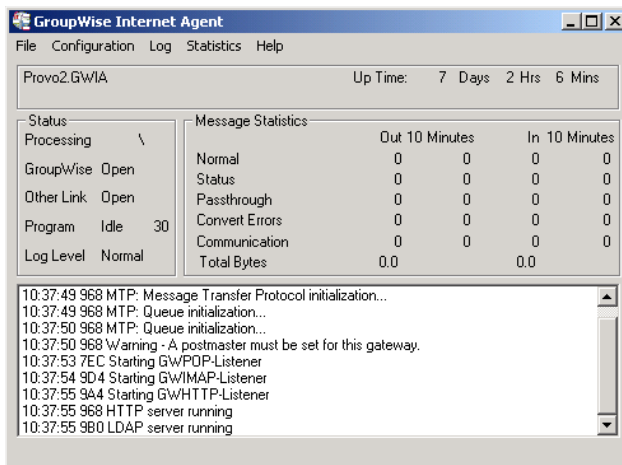 GroupWise Internet Agent
File Configuration Log Statistics Help
Provo2.GWIA Up Time: 7 Days 2 Hrs 6 Mins
Status
Processing \
GroupWise Open
Other Link Open
Program Idle 30
Log Level Normal
Message Statistics
Out 10 Minutes In 10 Minutes
Normal 0 0 0 0
Status 0 0 0 0
Passthrough 0 0 0 0
Convert Errors 0 0 0 0
Communication 0 0 0 0
Total Bytes 0.0 0.0
10:37:49 968 MTP: Message Transfer Protocol initialization...
10:37:49 968 MTP: Queue initialization...
10:37:50 968 MTP: Queue initialization...
10:37:50 968 Warning - A postmaster must be set for this gateway.
10:37:53 7EC Starting GWPOP-Listener
10:37:54 9D4 Starting GWIMAP-Listener
10:37:55 9A4 Starting GWHTTP-Listener
10:37:55 968 HTTP server running
10:37:55 9B0 LDAP server running